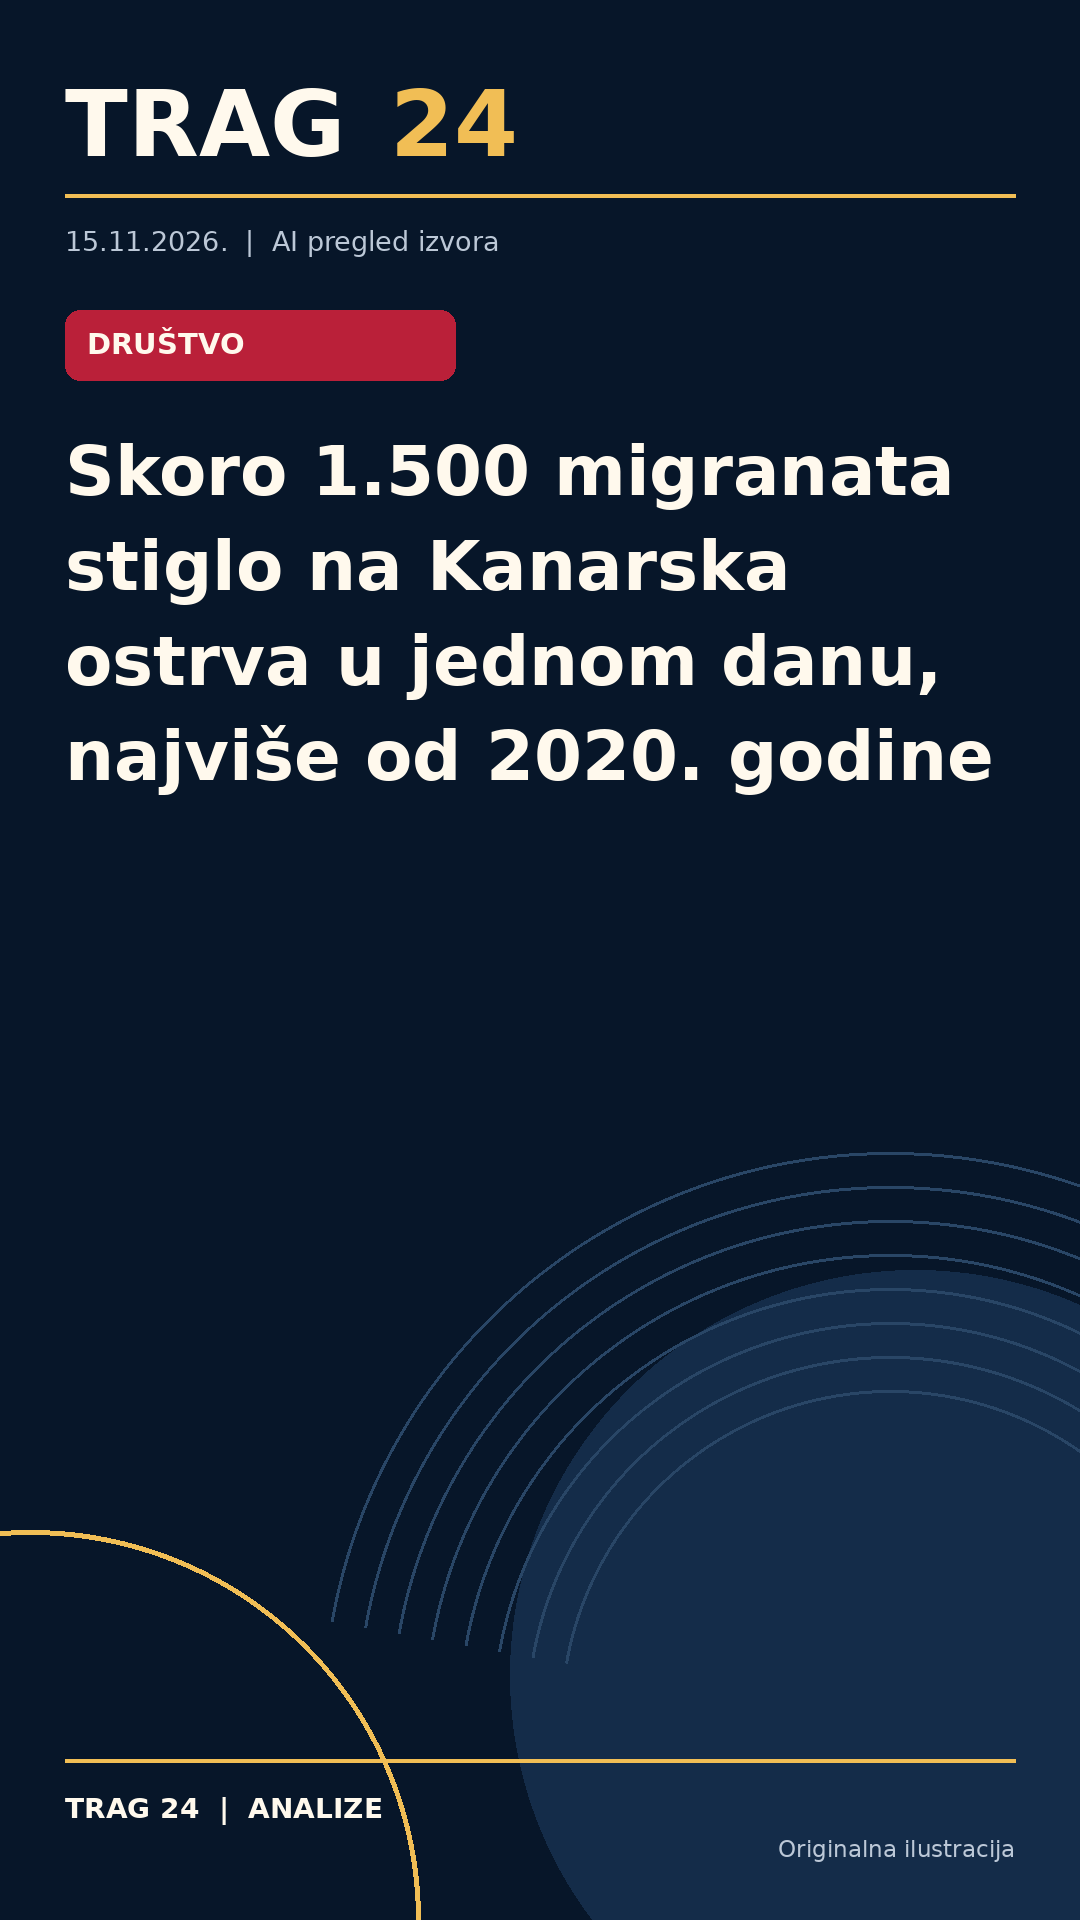 TRAG 24
15.11.2026. | AI pregled izvora
DRUŠTVO
Skoro 1.500 migranata
stiglo na Kanarska
ostrva u jednom danu,
najviše od 2020. godine
TRAG 24 | ANALIZE
Originalna ilustracija